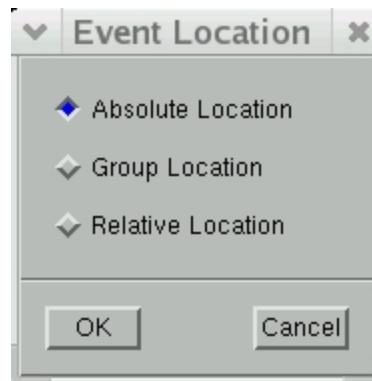 Event Location
Absolute Location
Group Location
Relative Location
OK
Cancel